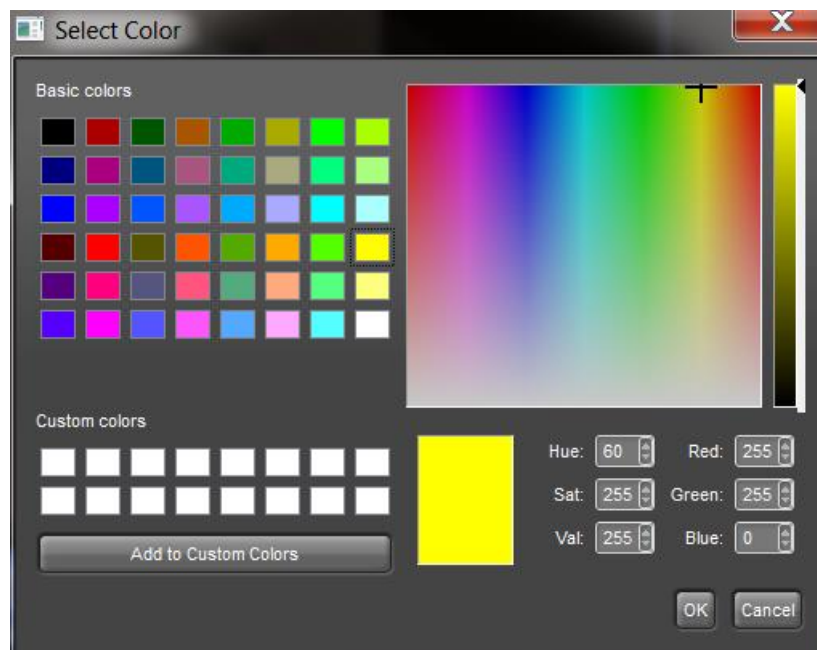 Select Color
Basic colors
Custom colors
Add to Custom Colors
Hue: 60 Red: 255
Sat: 255 Green: 255
Val: 255 Blue: 0
OK Cancel